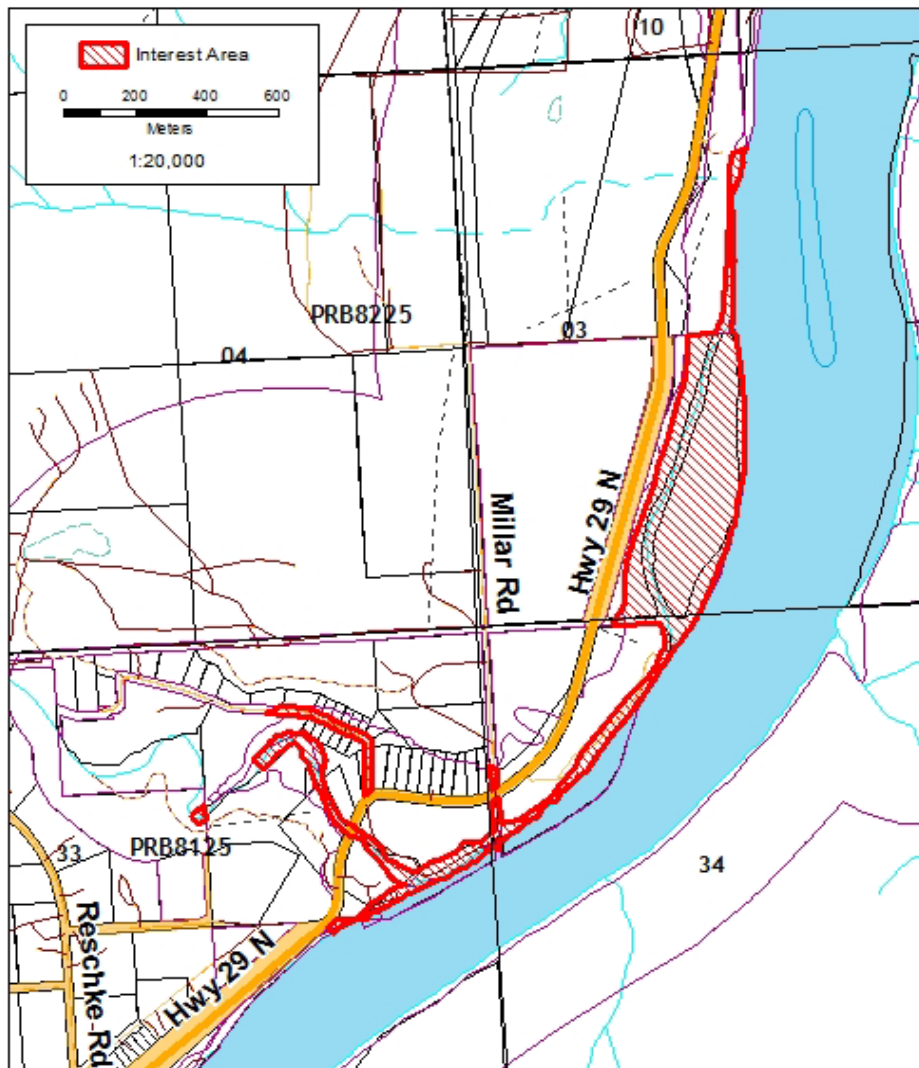 Interest Area
0 200 400 600
Meters
1:20,000
10
PRB8225
03
04
Millar Rd
Hwy 29 N
PRB8125
33
34
Reschke Rd
Hwy 29 N